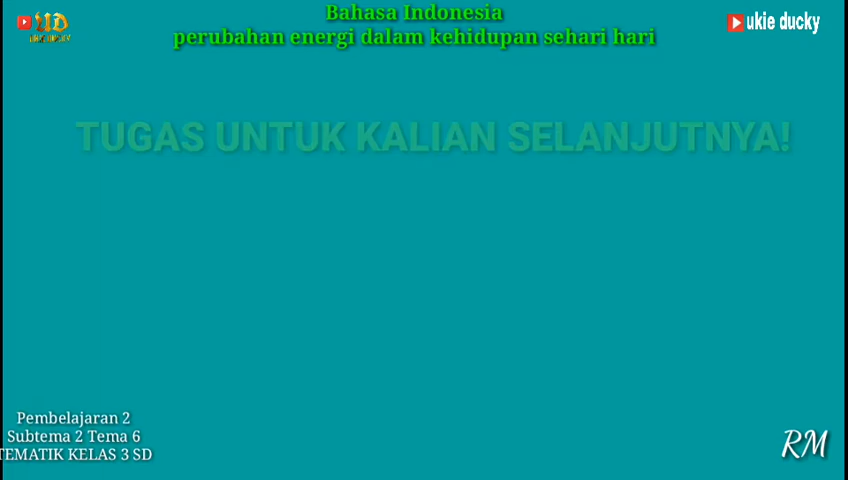 Bahasa Indonesia
perubahan energi dalam kehidupan sehari hari
ukie ducky
TUGAS UNTUK KALIAN SELANJUTNYA!
Pembelajaran 2
Subtema 2 Tema 6
TEMATIK KELAS 3 SD
RM